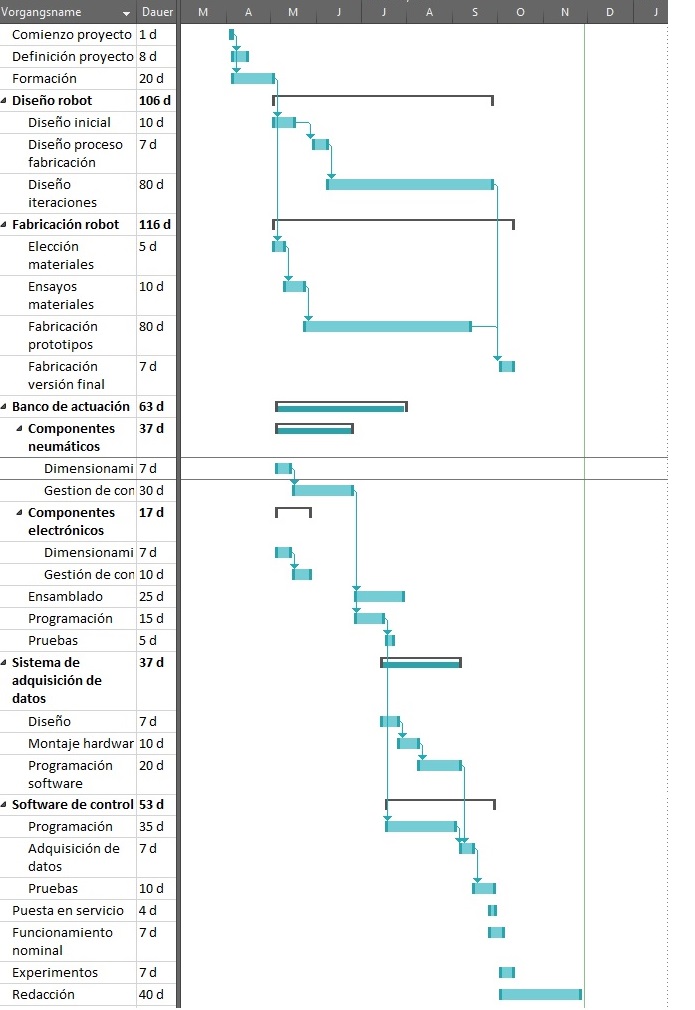 Vorgangsname Dauer M A M J J A S O N D J
Comienzo proyecto 1 d
Definición proyecto 8 d
Formación 20 d
Diseño robot 106 d
Diseño inicial 10 d
Diseño proceso 7 d
fabricación
Diseño 80 d
iteraciones
Fabricación robot 116 d
Elección 5 d
materiales
Ensayos 10 d
materiales
Fabricación 80 d
prototipos
Fabricación 7 d
versión final
Banco de actuación 63 d
Componentes 37 d
neumáticos
Dimensionami 7 d
Gestion de con 30 d
Componentes 17 d
electrónicos
Dimensionami 7 d
Gestión de con 10 d
Ensamblado 25 d
Programación 15 d
Pruebas 5 d
Sistema de 37 d
adquisición de
datos
Diseño 7 d
Montaje hardwar 10 d
Programación 20 d
software
Software de control 53 d
Programación 35 d
Adquisición de 7 d
datos
Pruebas 10 d
Puesta en servicio 4 d
Funcionamiento 7 d
nominal
Experimentos 7 d
Redacción 40 d